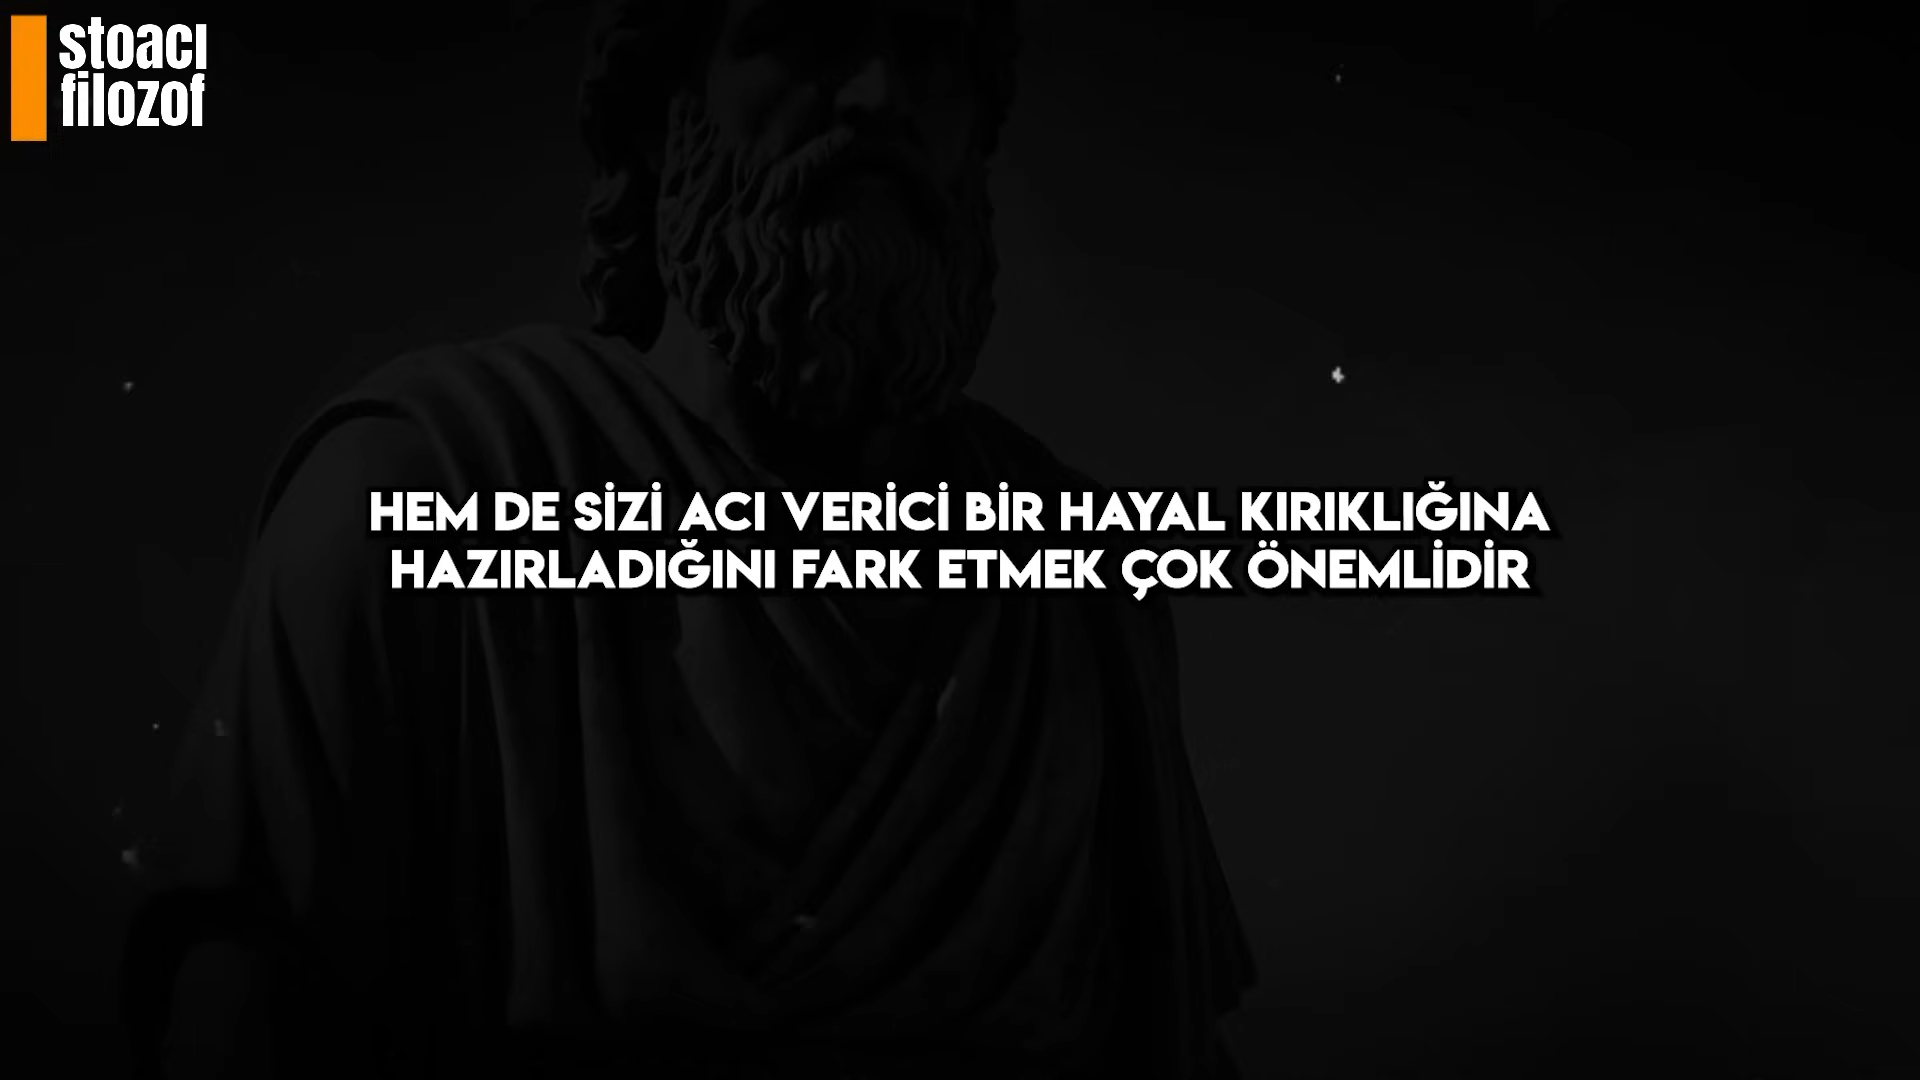 stoacı
filozof
HEM DE SİZİ ACI VERİCİ BİR HAYAL KIRIKLIĞINA
HAZIRLADIĞINI FARK ETMEK ÇOK ÖNEMLİDİR